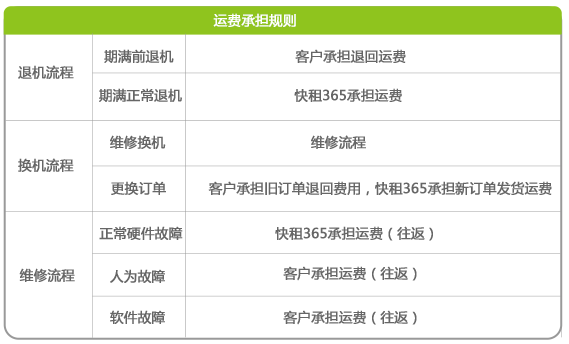 运费承担规则
退机流程
期满前退机
客户承担退回运费
期满正常退机
快租365承担运费
换机流程
维修换机
维修流程
更换订单
客户承担旧订单退回费用，快租365承担新订单发货运费
维修流程
正常硬件故障
快租365承担运费（往返）
人为故障
客户承担运费（往返）
软件故障
客户承担运费（往返）